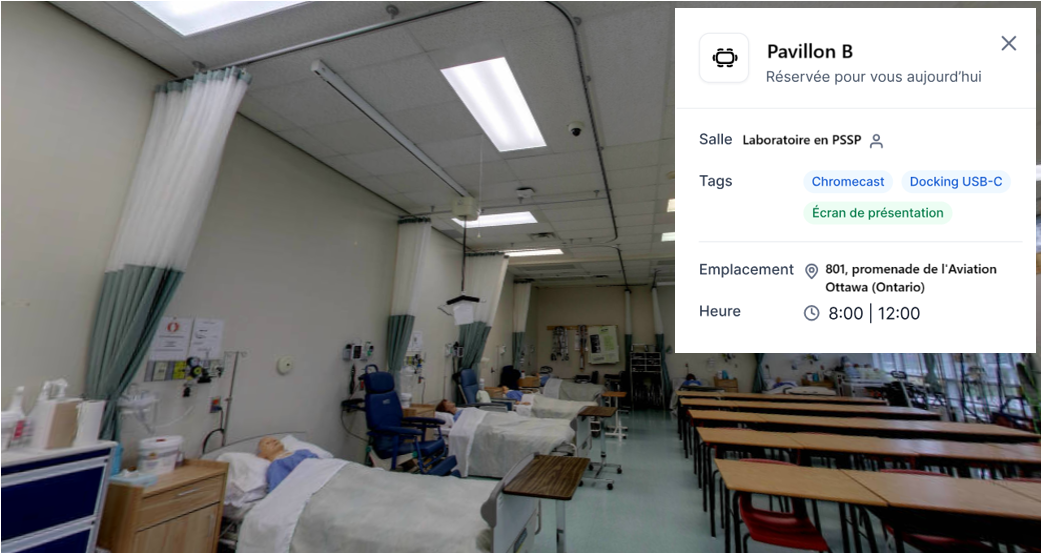 Pavillon B
Réservée pour vous aujourd’hui
Salle Laboratoire en PSSP
Tags Chromecast Docking USB-C
Écran de présentation
Emplacement 801, promenade de l'Aviation
Ottawa (Ontario)
Heure 8:00 | 12:00